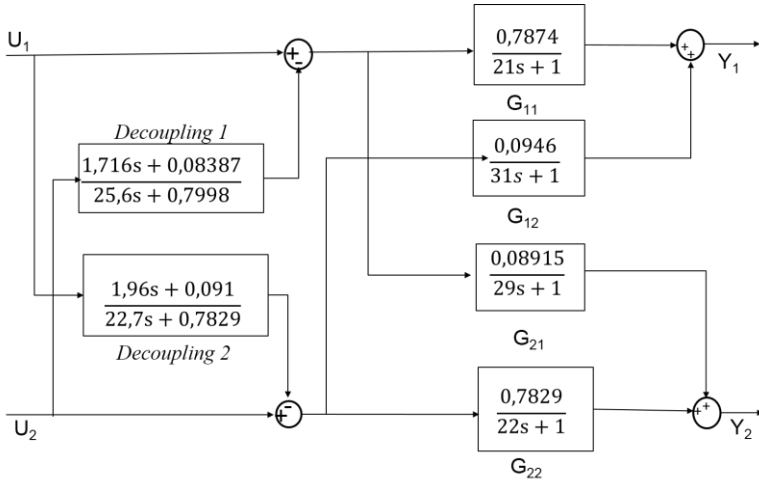 U1
+
-
0,7874
21s + 1
G11
+
+
Y1
Decoupling 1
1,716s + 0,08387
25,6s + 0,7998
0,0946
31s + 1
G12
1,96s + 0,091
22,7s + 0,7829
Decoupling 2
0,08915
29s + 1
G21
U2
+
-
0,7829
22s + 1
G22
+
+
Y2